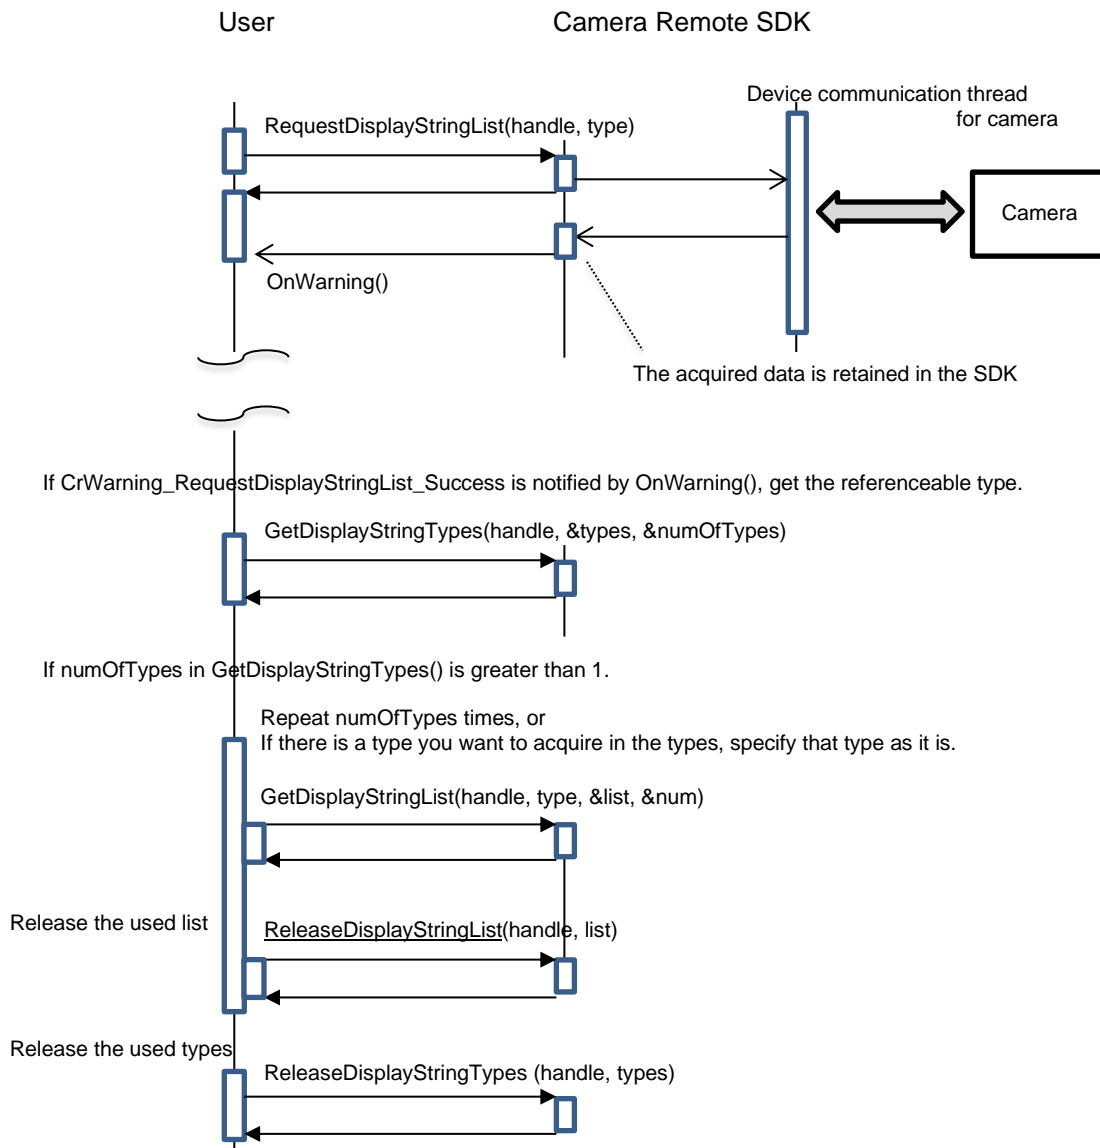 User
Camera Remote SDK
Device communication thread
for camera
RequestDisplayStringList(handle, type)
Camera
OnWarning()
The acquired data is retained in the SDK
If CrWarning_RequestDisplayStringList_Success is notified by OnWarning(), get the referenceable type.
GetDisplayStringTypes(handle, &types, &numOfTypes)
If numOfTypes in GetDisplayStringTypes() is greater than 1.
Repeat numOfTypes times, or
If there is a type you want to acquire in the types, specify that type as it is.
GetDisplayStringList(handle, type, &list, &num)
Release the used list
ReleaseDisplayStringList(handle, list)
Release the used types
ReleaseDisplayStringTypes (handle, types)